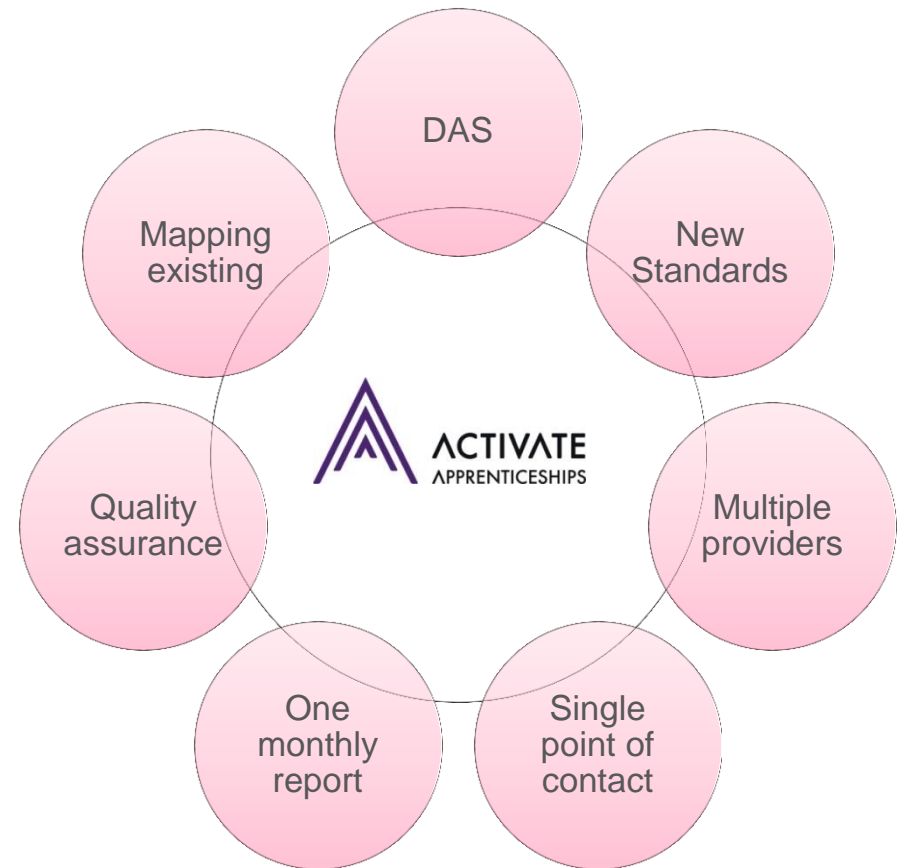 DAS
New
Standards
Multiple
providers
Single
point of
contact
One
monthly
report
Quality
assurance
Mapping
existing
ACTIVATE
APPRENTICESHIPS